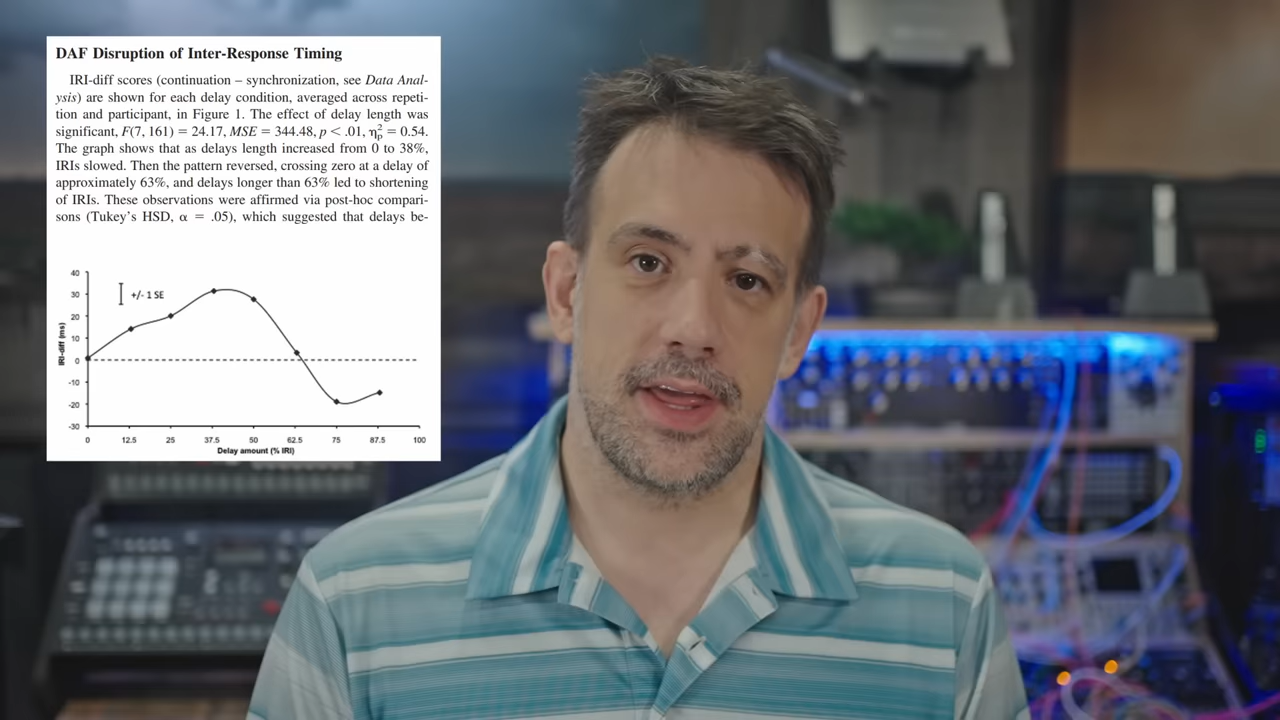 DAF Disruption of Inter-Response Timing
IRI-diff scores (continuation – synchronization, see Data Anal-
ysis) are shown for each delay condition, averaged across repeti-
tion and participant, in Figure 1. The effect of delay length was
significant, F(7, 161) = 24.17, MSE = 344.48, p < .01, η²p = 0.54.
The graph shows that as delays length increased from 0 to 38%,
IRIs slowed. Then the pattern reversed, crossing zero at a delay of
approximately 63%, and delays longer than 63% led to shortening
of IRIs. These observations were affirmed via post-hoc compari-
sons (Tukey's HSD, α = .05), which suggested that delays be-
40
30
20
10
0
-10
-20
-30
IRI-diff (ms)
+/- 1 SE
0 12.5 25 37.5 50 62.5 75 87.5 100
Delay amount (% IRI)